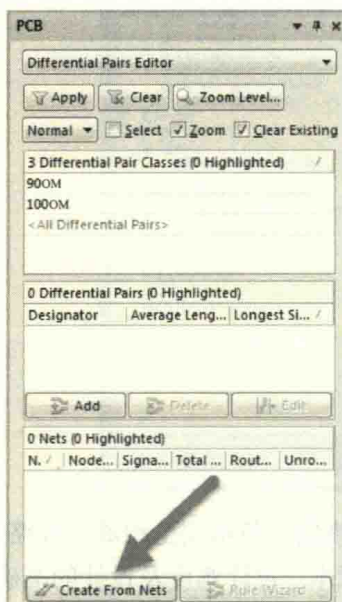 PCB
Differential Pairs Editor
Apply Clear Zoom Level...
Normal Select Zoom Clear Existing
3 Differential Pair Classes (0 Highlighted)
90OM
100OM
<All Differential Pairs>
0 Differential Pairs (0 Highlighted)
Designator Average Leng... Longest Si...
Add Delete Edit
0 Nets (0 Highlighted)
N. Node... Signa... Total ... Rout... Unro...
Create From Nets Rule Wizard